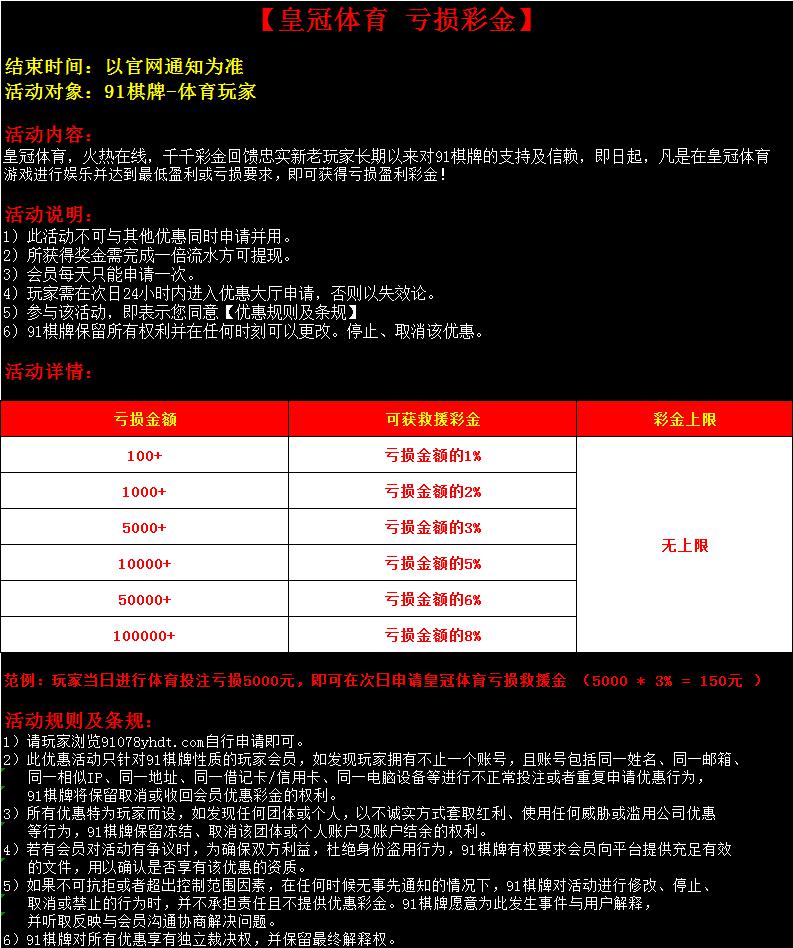 【皇冠体育 亏损彩金】
结束时间：以官网通知为准
活动对象：91棋牌-体育玩家
活动内容：
皇冠体育，火热在线，千千彩金回馈忠实新老玩家长期以来对91棋牌的支持及信赖，即日起，凡是在皇冠体育
游戏进行娱乐并达到最低盈利或亏损要求，即可获得亏损盈利彩金！
活动说明：
1）此活动不可与其他优惠同时申请并用。
2）所获得奖金需完成一倍流水方可提现。
3）会员每天只能申请一次。
4）玩家需在次日24小时内进入优惠大厅申请，否则以失效论。
5）参与该活动，即表示您同意【优惠规则及条规】
6）91棋牌保留所有权利并在任何时刻可以更改。停止、取消该优惠。
活动详情：
亏损金额 可获救援彩金 彩金上限
100+ 亏损金额的1%
1000+ 亏损金额的2%
5000+ 亏损金额的3%
无上限
10000+ 亏损金额的5%
50000+ 亏损金额的6%
100000+ 亏损金额的8%
范例：玩家当日进行体育投注亏损5000元，即可在次日申请皇冠体育亏损救援金 （5000 * 3% = 150元 ）
活动规则及条规：
1）请玩家浏览91078yhdt.com自行申请即可。
2）此优惠活动只针对91棋牌性质的玩家会员，如发现玩家拥有不止一个账号，且账号包括同一姓名、同一邮箱、
同一相似IP、同一地址、同一借记卡/信用卡、同一电脑设备等进行不正常投注或者重复申请优惠行为，
91棋牌将保留取消或收回会员优惠彩金的权利。
3）所有优惠特为玩家而设，如发现任何团体或个人，以不诚实方式套取红利、使用任何威胁或滥用公司优惠
等行为，91棋牌保留冻结、取消该团体或个人账户及账户结余的权利。
4）若有会员对活动有争议时，为确保双方利益，杜绝身份盗用行为，91棋牌有权要求会员向平台提供充足有效
的文件，用以确认是否享有该优惠的资质。
5）如果不可抗拒或者超出控制范围因素，在任何时候无事先通知的情况下，91棋牌对活动进行修改、停止、
取消或禁止的行为时，并不承担责任且不提供优惠彩金。91棋牌愿意为此发生事件与用户解释，
并听取反映与会员沟通协商解决问题。
6）91棋牌对所有优惠享有独立裁决权，并保留最终解释权。